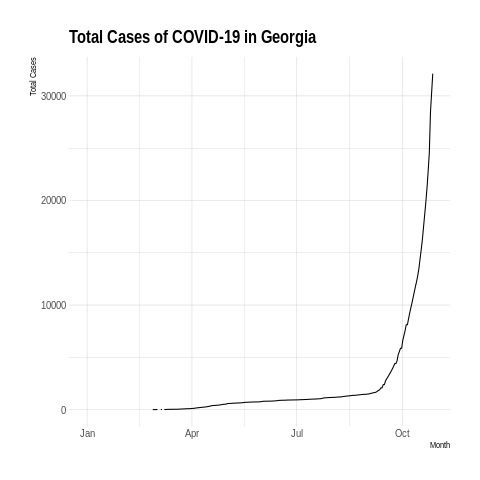 Total Cases of COVID-19 in Georgia
Total Cases
30000
20000
10000
0
Jan Apr Jul Oct
Month